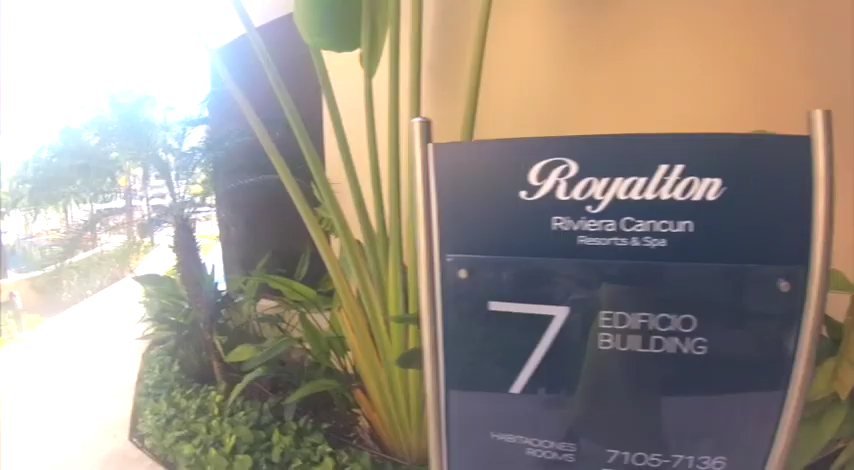 Royalton
Riviera Cancun
Resorts & Spa
7
EDIFICIO
BUILDING
HABITACIONES
ROOMS
7105-7136